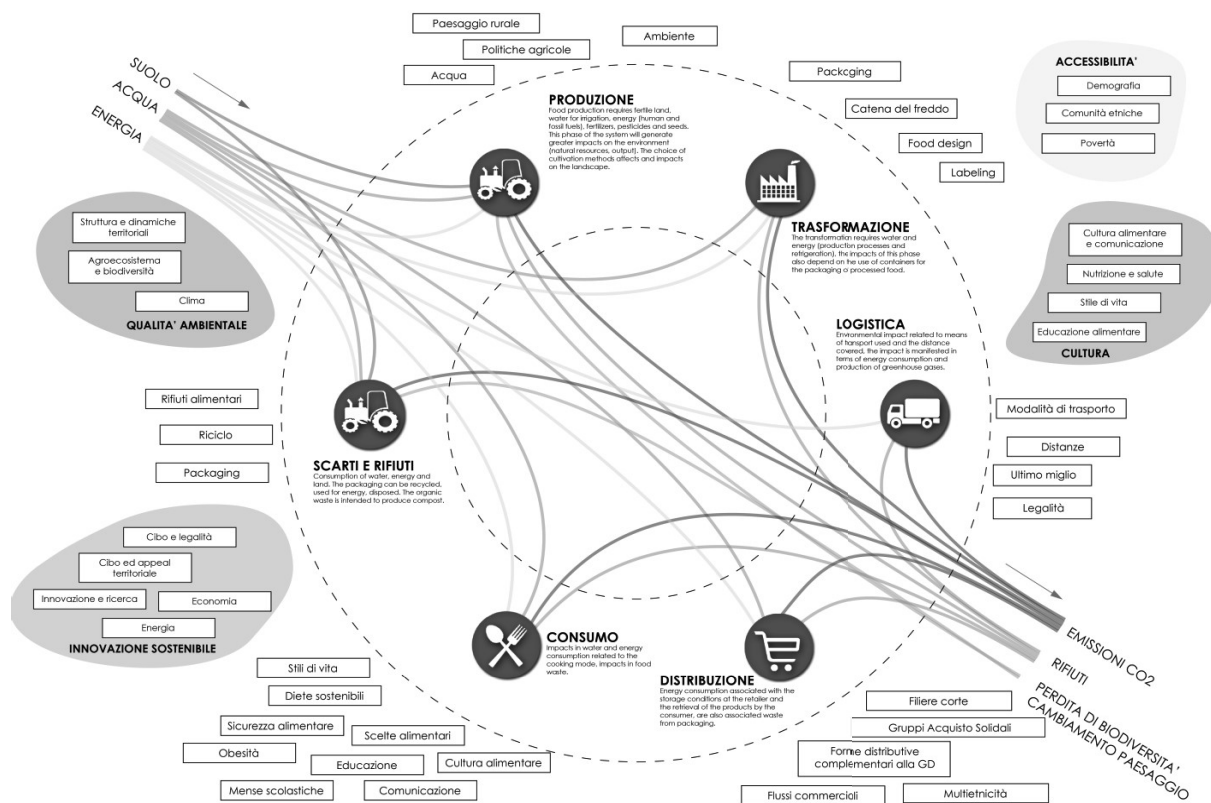 Paesaggio rurale
Politiche agricole
Acqua
Ambiente
SUOLO
ACQUA
ENERGIA
PRODUZIONE
Food production requires fertile land,
water for irrigation, energy (human and
fossil fuels), fertilizers, pesticides and seeds.
This phase of the system will generate
greater impacts on the environment
(natural resources, output). The choice of
cultivation methods affects and impacts
on the landscape.
Packcging
Catena del freddo
Food design
Labeling
ACCESSIBILITA'
Demografia
Comunità etniche
Povertà
TRASFORMAZIONE
The transformation requires water and
energy (production processes and
refrigeration), the impacts of this phase
also depend on the use of containers for
the packaging o' processed food.
Struttura e dinamiche
territoriali
Agroecosistema
e biodiversità
Clima
QUALITA' AMBIENTALE
Cultura alimentare
e comunicazione
Nutrizione e salute
Stile di vita
Educazione alimentare
CULTURA
LOGISTICA
Envronmental impact related to means
of transport used and the distance
covered, the impact is manifested in
terms of energy consumption and
production of greenhouse gases.
Modalità di trasporto
Distanze
Ultimo miglio
Legalità
Rifiuti alimentari
Riciclo
Packaging
SCARTI E RIFIUTI
Consumption of water, energy and
land. The packaging can be recycled,
used for energy, disposed. The organic
waste is intended to produce compost.
Cibo e legalità
Cibo ed appeal
territoriale
Innovazione e ricerca
Economia
Energia
INNOVAZIONE SOSTENIBILE
CONSUMO
Impacts in water and energy
consumption related to the
cooking mode, impacts in food
waste.
DISTRIBUZIONE
Energy consumption associated with the
storage conditions at the retailer and
the retrieval of the products by the
consumer, are also associated waste
from packaging.
EMISSIONI CO2
RIFIUTI
PERDITA DI BIODIVERSITA'
CAMBIAMENTO PAESAGGIO
Stili di vita
Diete sostenibili
Sicurezza alimentare
Scelte alimentari
Obesità
Educazione
Cultura alimentare
Mense scolastiche
Comunicazione
Filiere corte
Gruppi Acquisto Solidali
Forme distributive
complementari alla GD
Flussi commercioli
Multietnicità